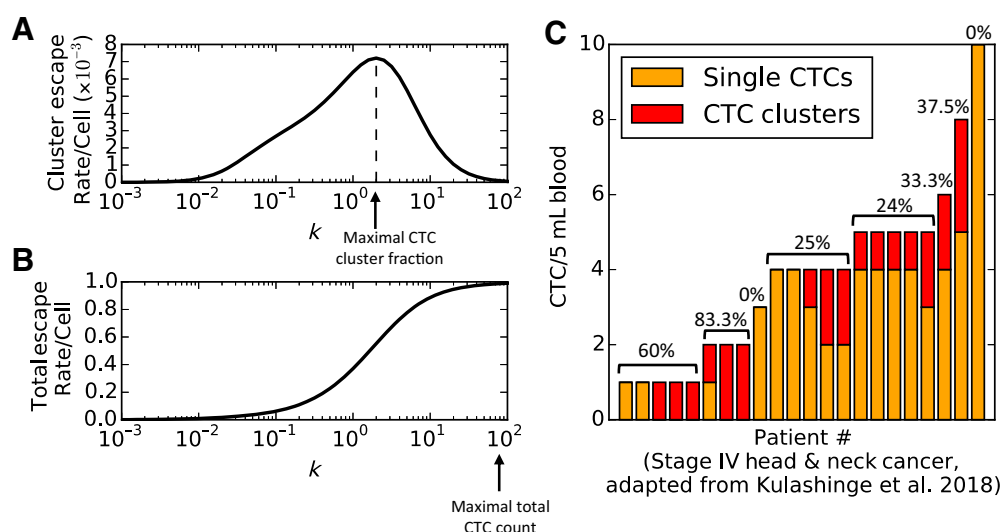 A
Cluster escape
Rate/Cell (×10⁻³)
8
7
6
5
4
3
2
1
0
10⁻³ 10⁻² 10⁻¹ 10⁰ 10¹ 10²
k
Maximal CTC
cluster fraction
B
Total escape
Rate/Cell
1.0
0.8
0.6
0.4
0.2
0.0
10⁻³ 10⁻² 10⁻¹ 10⁰ 10¹ 10²
k
Maximal total
CTC count
C
CTC/5 mL blood
10
8
6
4
2
0
Single CTCs
CTC clusters
60%
83.3%
0%
25%
24%
33.3%
37.5%
0%
Patient #
(Stage IV head & neck cancer,
adapted from Kulashinge et al. 2018)